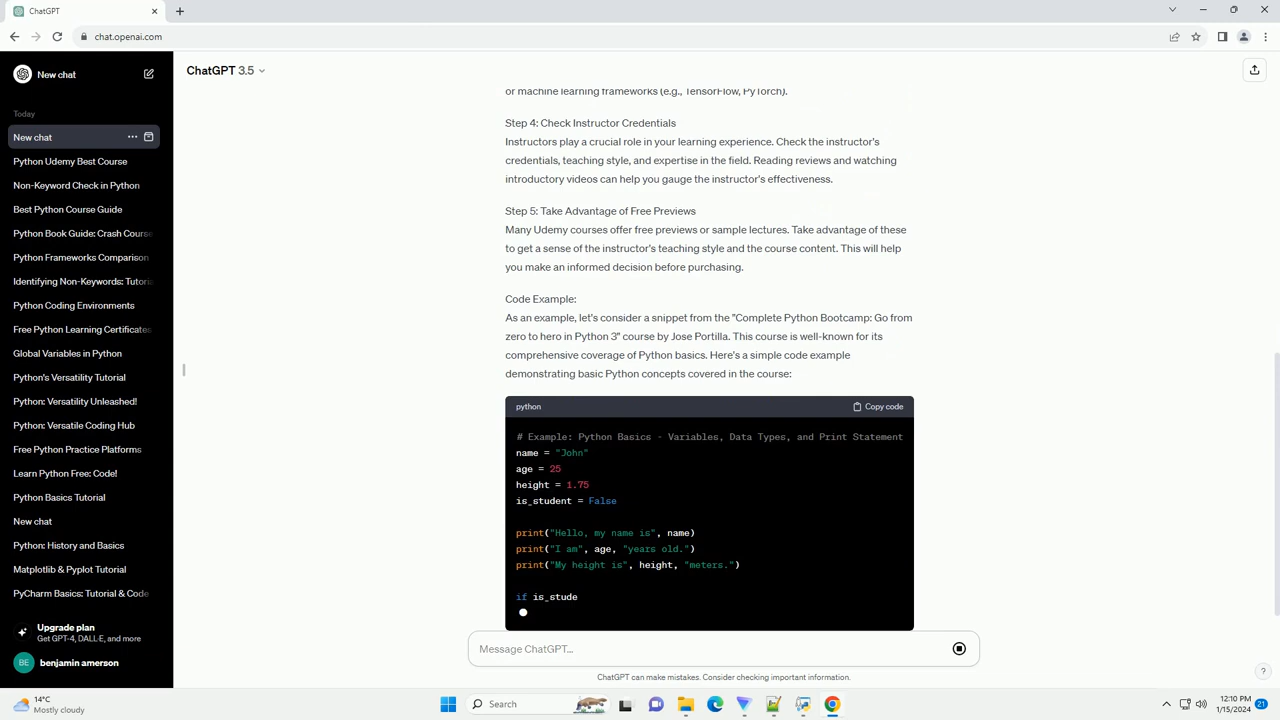 ChatGPT
chat.openai.com
New chat
Today
New chat
Python Udemy Best Course
Non-Keyword Check in Python
Best Python Course Guide
Python Book Guide: Crash Course
Python Frameworks Comparison
Identifying Non-Keywords: Tutoria
Python Coding Environments
Free Python Learning Certificates
Global Variables in Python
Python's Versatility Tutorial
Python: Versatility Unleashed!
Python: Versatile Coding Hub
Free Python Practice Platforms
Learn Python Free: Code!
Python Basics Tutorial
New chat
Python: History and Basics
Matplotlib & Pyplot Tutorial
PyCharm Basics: Tutorial & Code
Upgrade plan
Get GPT-4, DALL·E, and more
BE benjamin amerson
ChatGPT 3.5
or machine learning frameworks (e.g., TensorFlow, PyTorch).
Step 4: Check Instructor Credentials
Instructors play a crucial role in your learning experience. Check the instructor's
credentials, teaching style, and expertise in the field. Reading reviews and watching
introductory videos can help you gauge the instructor's effectiveness.
Step 5: Take Advantage of Free Previews
Many Udemy courses offer free previews or sample lectures. Take advantage of these
to get a sense of the instructor's teaching style and the course content. This will help
you make an informed decision before purchasing.
Code Example:
As an example, let's consider a snippet from the "Complete Python Bootcamp: Go from
zero to hero in Python 3" course by Jose Portilla. This course is well-known for its
comprehensive coverage of Python basics. Here's a simple code example
demonstrating basic Python concepts covered in the course:
python Copy code
# Example: Python Basics - Variables, Data Types, and Print Statement
name = "John"
age = 25
height = 1.75
is_student = False
print("Hello, my name is", name)
print("I am", age, "years old.")
print("My height is", height, "meters.")
if is_stude
Message ChatGPT...
ChatGPT can make mistakes. Consider checking important information.
?
14°C
Mostly cloudy
Search
12:10 PM
1/15/2024
21